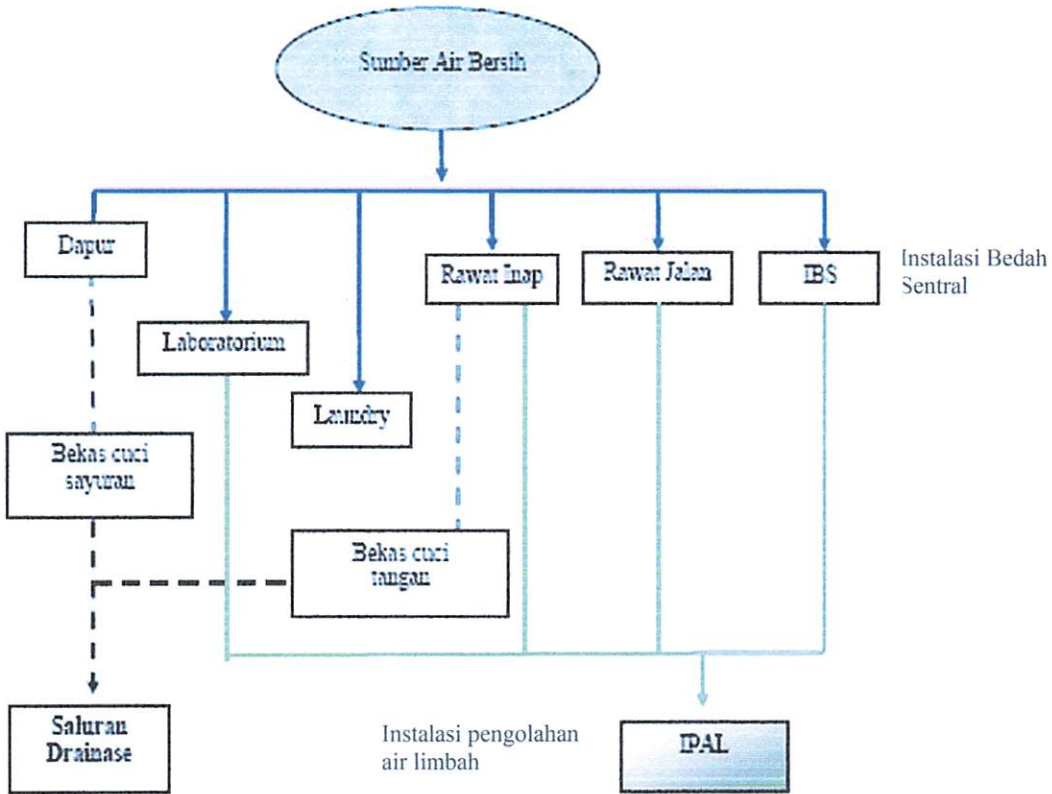 Sumber Air Bersih
Dapur
Rawat Inap
Rawat Jalan
IBS
Instalasi Bedah
Sentral
Laboratorium
Laundry
Bekas cuci
sayuran
Bekas cuci
tangan
Saluran
Drainase
Instalasi pengolahan
air limbah
IPAL